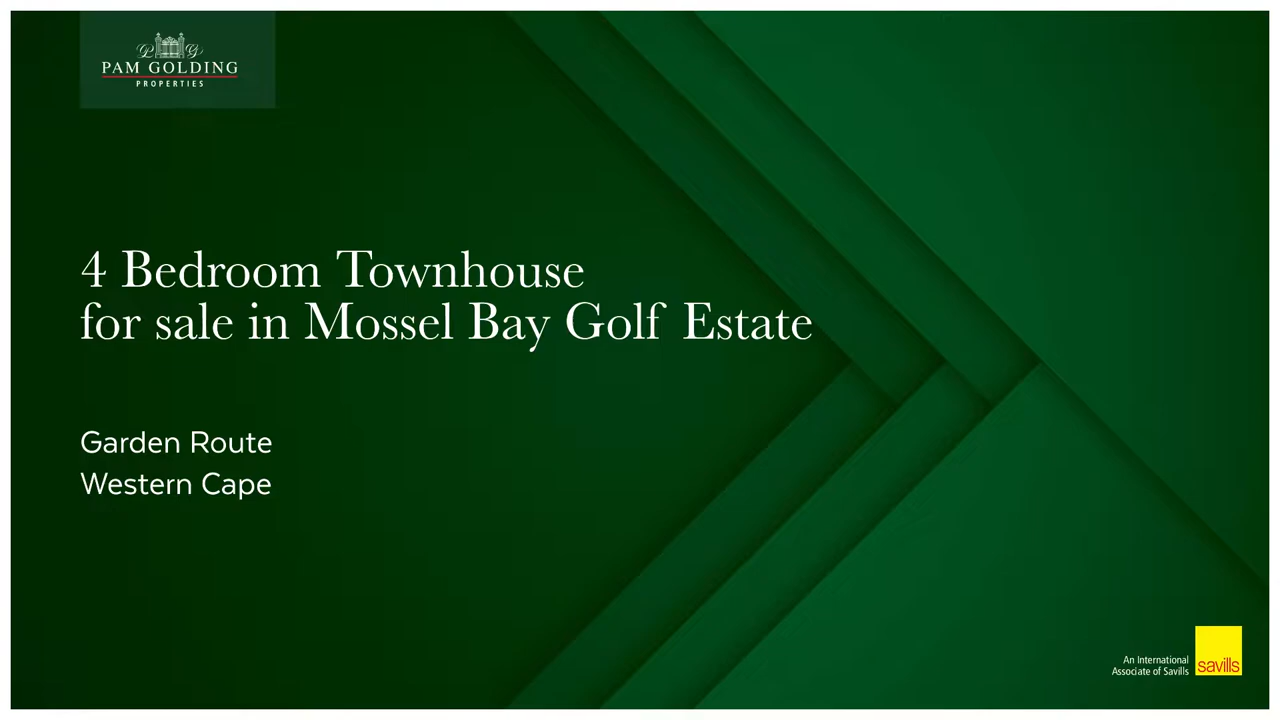 PAM GOLDING
PROPERTIES
4 Bedroom Townhouse
for sale in Mossel Bay Golf Estate
Garden Route
Western Cape
An International
Associate of Savills
savills